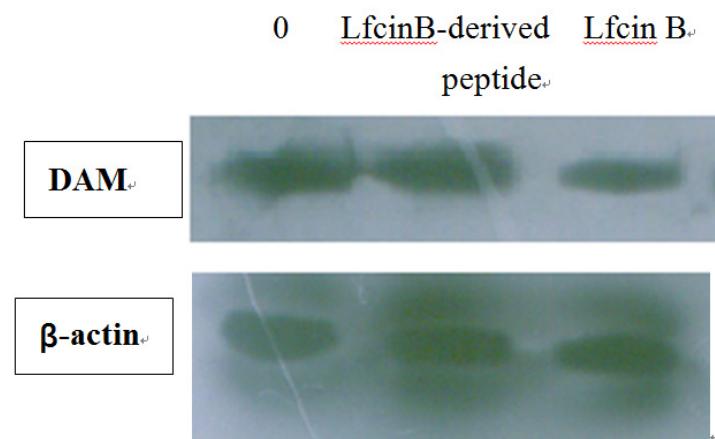 0 LfcinB-derived Lfcin B
peptide
DAM
β-actin